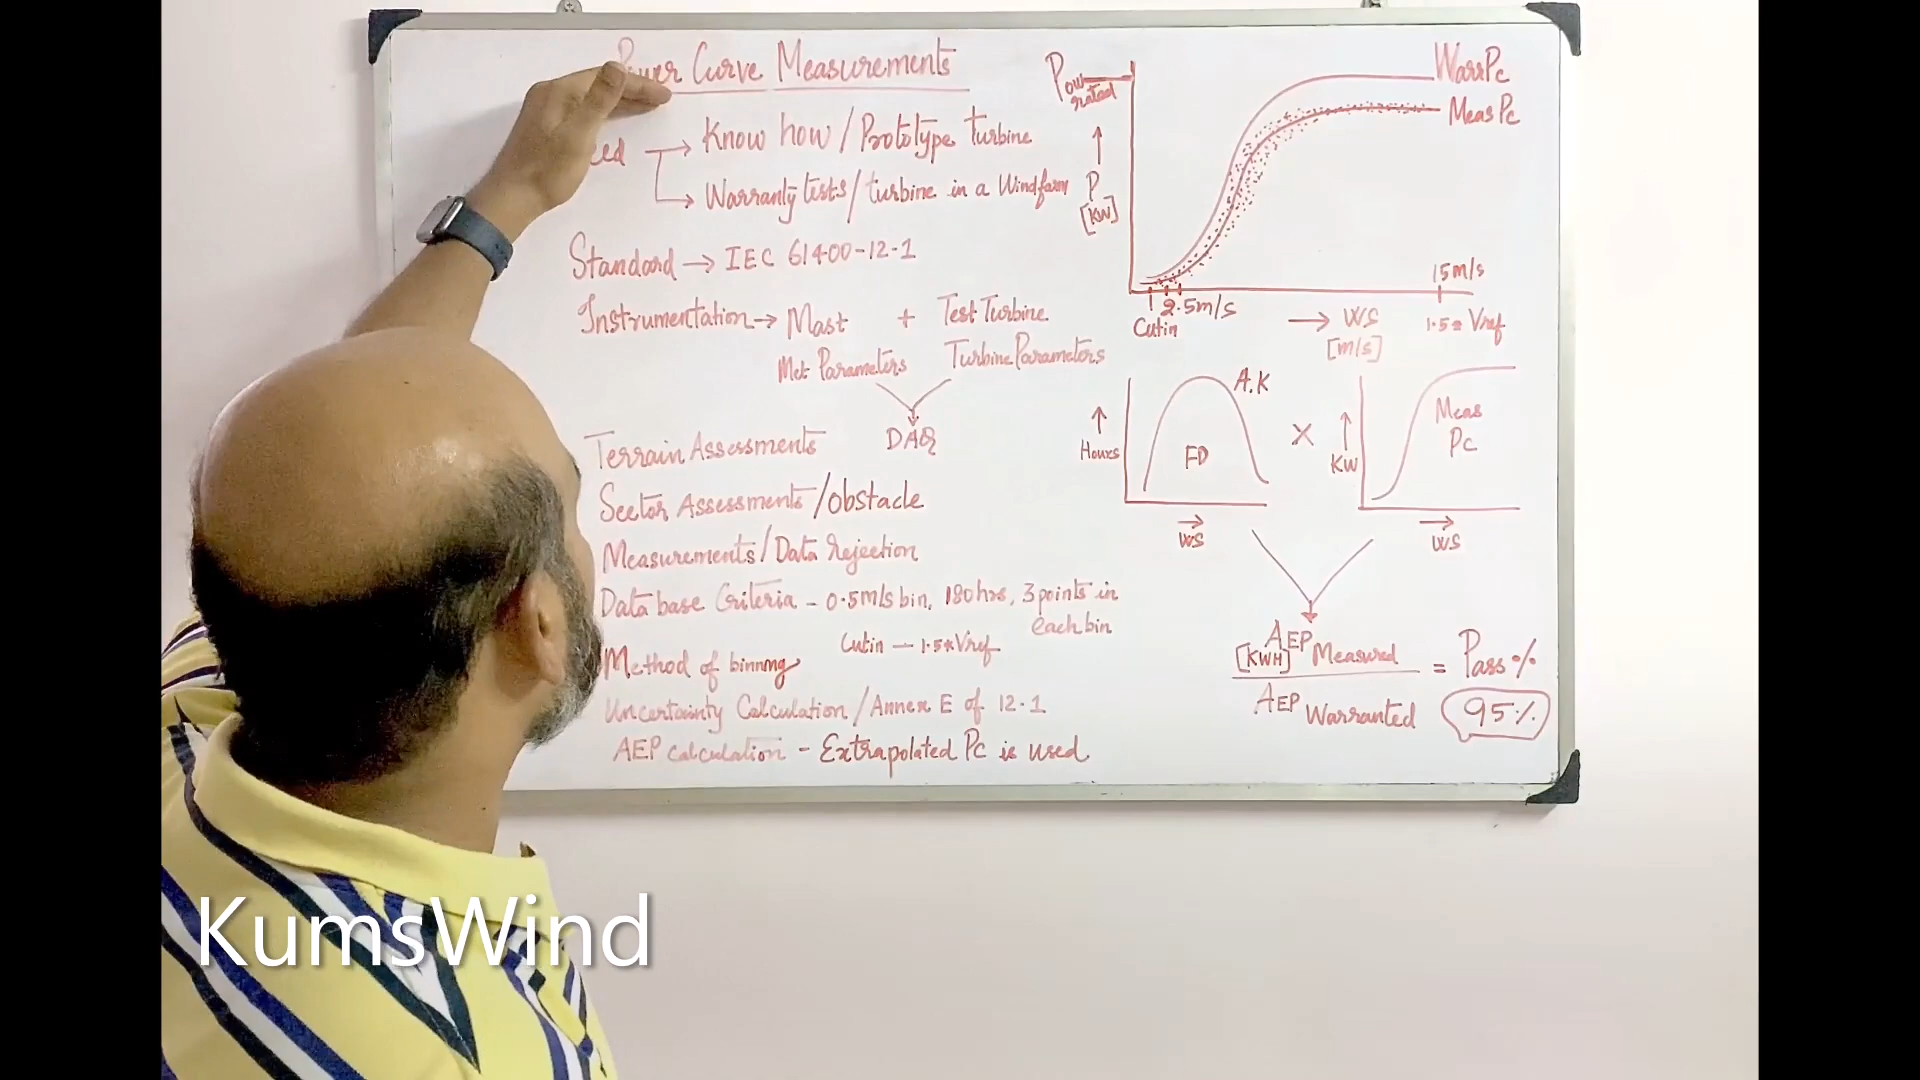 Power Curve Measurements
Know how / Prototype turbine
Warranty tests / turbine in a Windfarm
Standard → IEC 61400-12-1
Instrumentation → Mast + Test Turbine
Met Parameters Turbine Parameters
DAQ
Terrain Assessments
Sector Assessments / obstacle
Measurements / Data rejection
Data base Criteria - 0.5m/s bin, 180hrs, 3 points in
each bin
Cutin — 1.5*Vref
Method of binning
Uncertainty Calculation / Annex E of 12-1
AEP calculation - Extrapolated Pc is used
Warr Pc
Meas Pc
Pow
rated
↑
P
[KW]
15m/s
2.5m/s
Cutin
→ WS
[m/s]
1.5* Vref
A.K
↑
Hours
FD
→
WS
X
↑
KW
Meas
Pc
→
WS
AEP Measured
[KWH]
= Pass %
AEP Warranted
95%
KumsWind